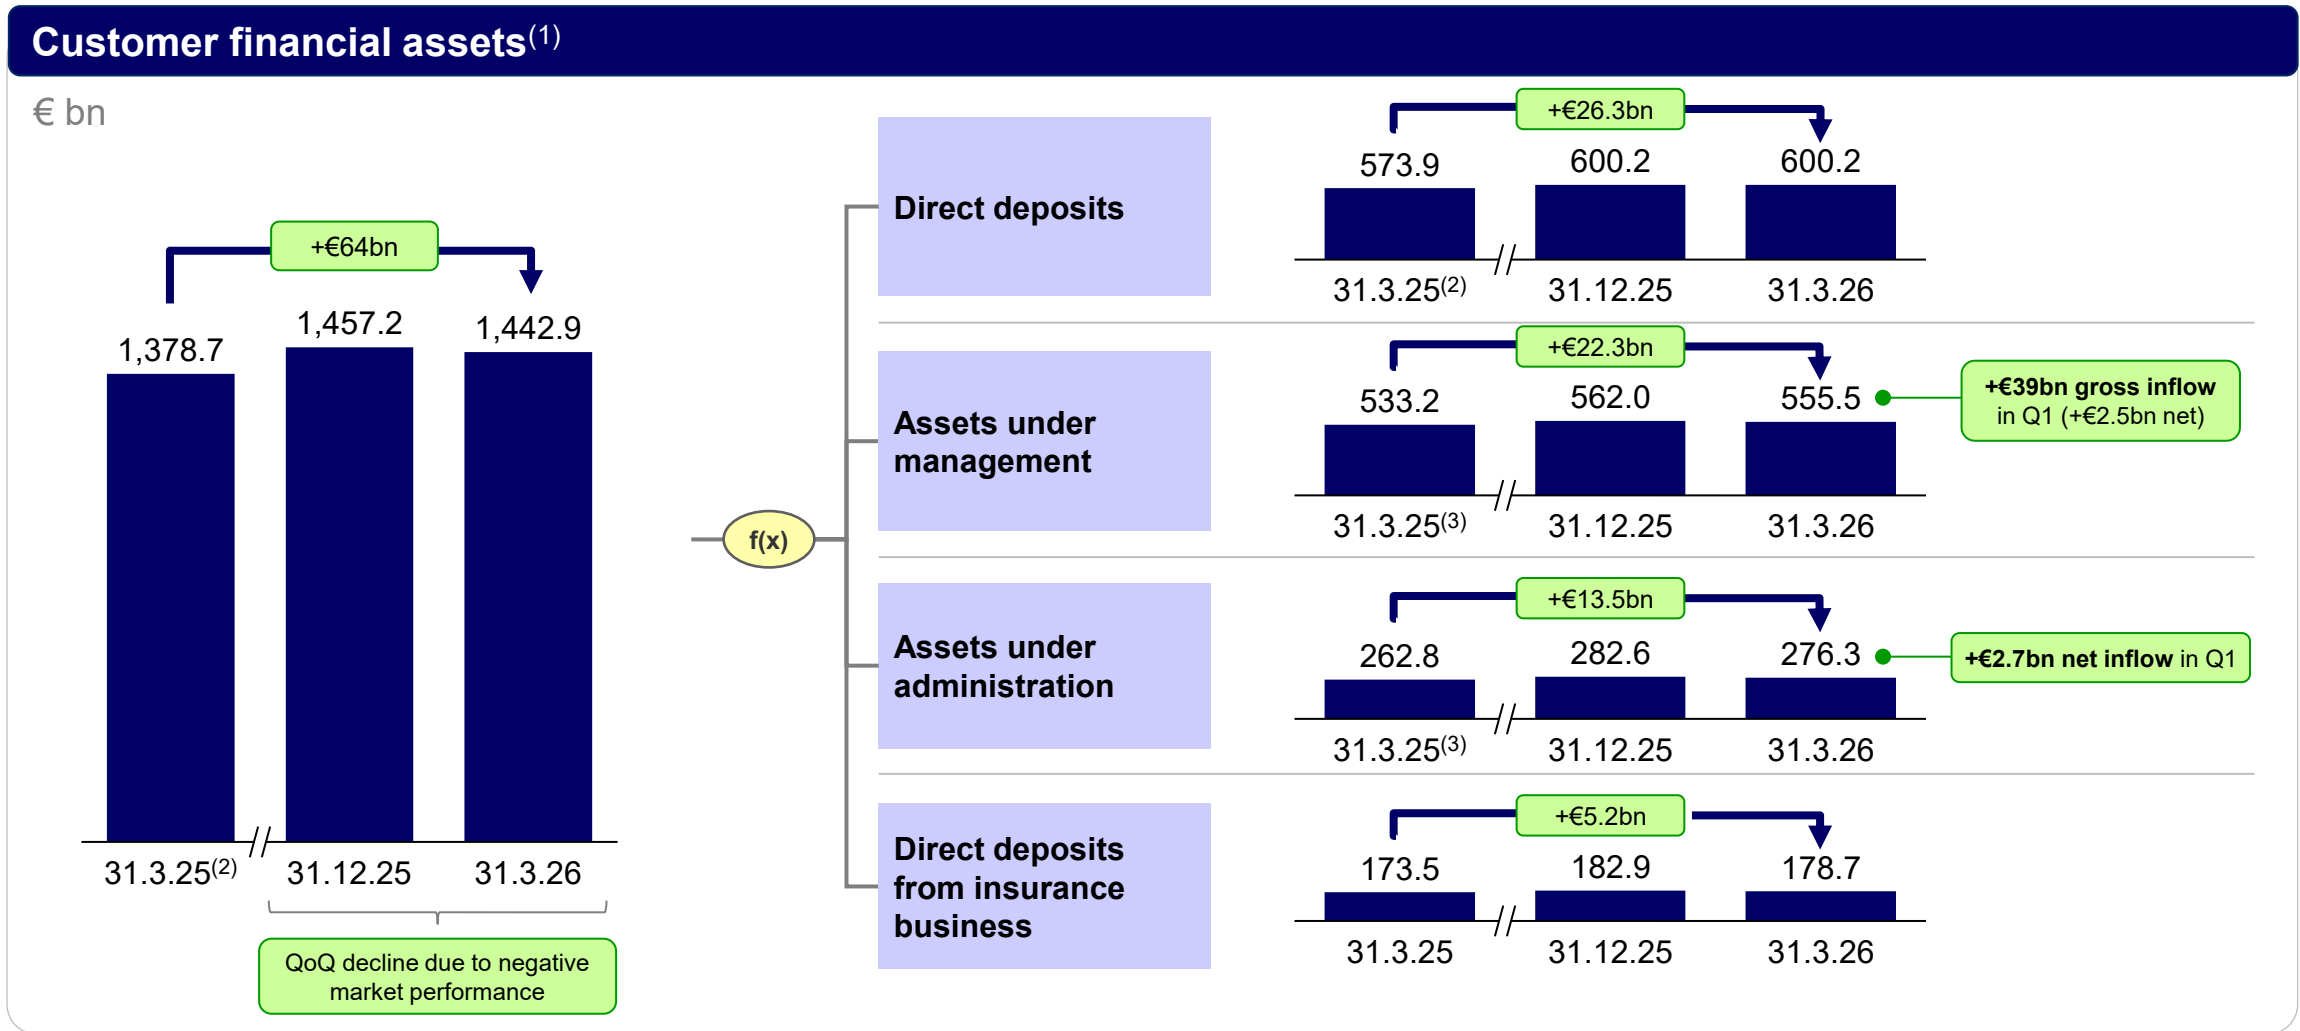 Customer financial assets(1)
€ bn
+€64bn
1,378.7
1,457.2
1,442.9
31.3.25(2)
31.12.25
31.3.26
QoQ decline due to negative
market performance
f(x)
Direct deposits
+€26.3bn
573.9
600.2
600.2
31.3.25(2)
31.12.25
31.3.26
Assets under
management
+€22.3bn
533.2
562.0
555.5
31.3.25(3)
31.12.25
31.3.26
+€39bn gross inflow
in Q1 (+€2.5bn net)
Assets under
administration
+€13.5bn
262.8
282.6
276.3
31.3.25(3)
31.12.25
31.3.26
+€2.7bn net inflow in Q1
Direct deposits
from insurance
business
+€5.2bn
173.5
182.9
178.7
31.3.25
31.12.25
31.3.26